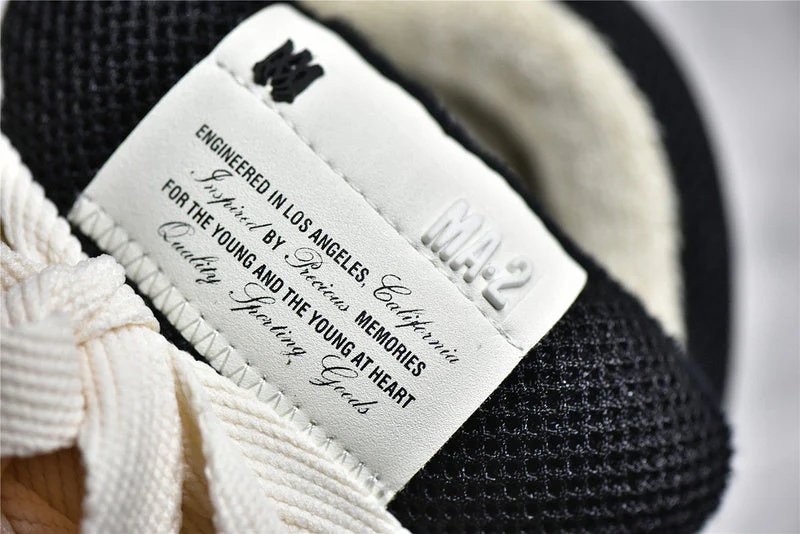 MA-2
ENGINEERED IN LOS ANGELES, California
Inspired BY Precious MEMORIES
FOR THE YOUNG AND THE YOUNG AT HEART
Quality Sporting Goods